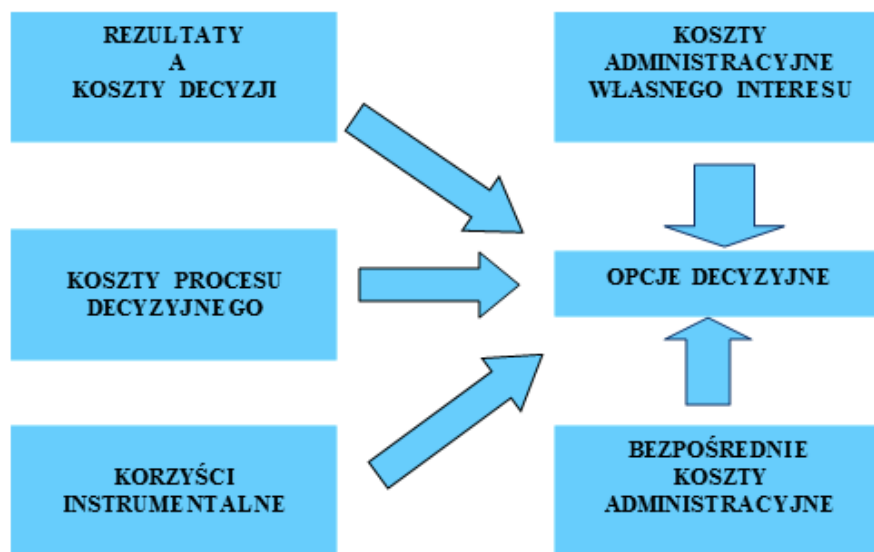 REZULTATY
A
KOSZTY DECYZJI
KOSZTY
ADMINISTRACYJNE
WŁASNEGO INTERESU
KOSZTY PROCESU
DECYZYJNEGO
OPCJE DECYZYJNE
KORZYŚCI
INSTRUMENTALNE
BEZPOŚREDNIE
KOSZTY
ADMINISTRACYJNE